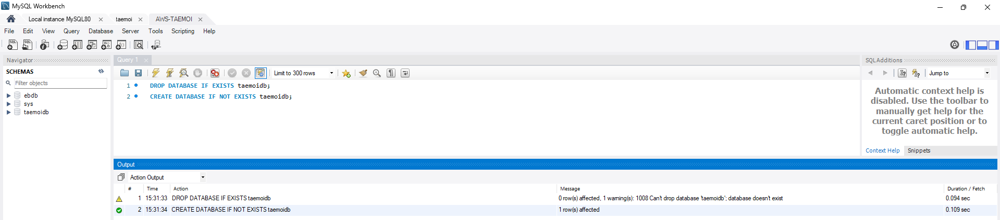 MySQL Workbench
Local instance MySQL80 taemoi AWS-TAEMOI
File Edit View Query Database Server Tools Scripting Help
Navigator
SCHEMAS
Filter objects
ebdb
sys
taemoidb
Query 1
Limit to 300 rows
1 DROP DATABASE IF EXISTS taemoidb;
2 CREATE DATABASE IF NOT EXISTS taemoidb;
SQLAdditions
Jump to
Automatic context help is
disabled. Use the toolbar to
manually get help for the
current caret position or to
toggle automatic help.
Context Help Snippets
Output
Action Output
# Time Action Message Duration / Fetch
1 15:31:33 DROP DATABASE IF EXISTS taemoidb 0 row(s) affected, 1 warning(s): 1008 Can't drop database 'taemoidb'; database doesn't exist 0.094 sec
2 15:31:34 CREATE DATABASE IF NOT EXISTS taemoidb 1 row(s) affected 0.109 sec